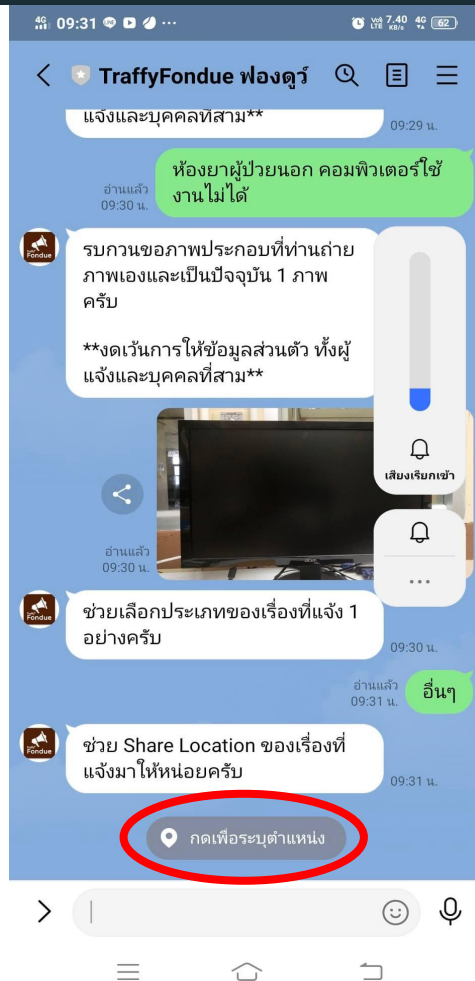 4G 09:31 ... Voi) LTE 7.40 KB/s 4G 62
TraffyFondue ฟองดูว์
แจ้งและบุคคลที่สาม**
09:29 น.
ห้องยาผู้ป่วยนอก คอมพิวเตอร์ใช้
งานไม่ได้
อ่านแล้ว
09:30 น.
Fondue
รบกวนขอภาพประกอบที่ท่านถ่าย
ภาพเองและเป็นปัจจุบัน 1 ภาพ
ครับ
**งดเว้นการให้ข้อมูลส่วนตัว ทั้งผู้
แจ้งและบุคคลที่สาม**
เสียงเรียกเข้า
อ่านแล้ว
09:30 น.
Fondue
ช่วยเลือกประเภทของเรื่องที่แจ้ง 1
อย่างครับ
09:30 น.
อ่านแล้ว
09:31 น.
อื่นๆ
Fondue
ช่วย Share Location ของเรื่องที่
แจ้งมาให้หน่อยครับ
09:31 น.
กดเพื่อระบุตำแหน่ง